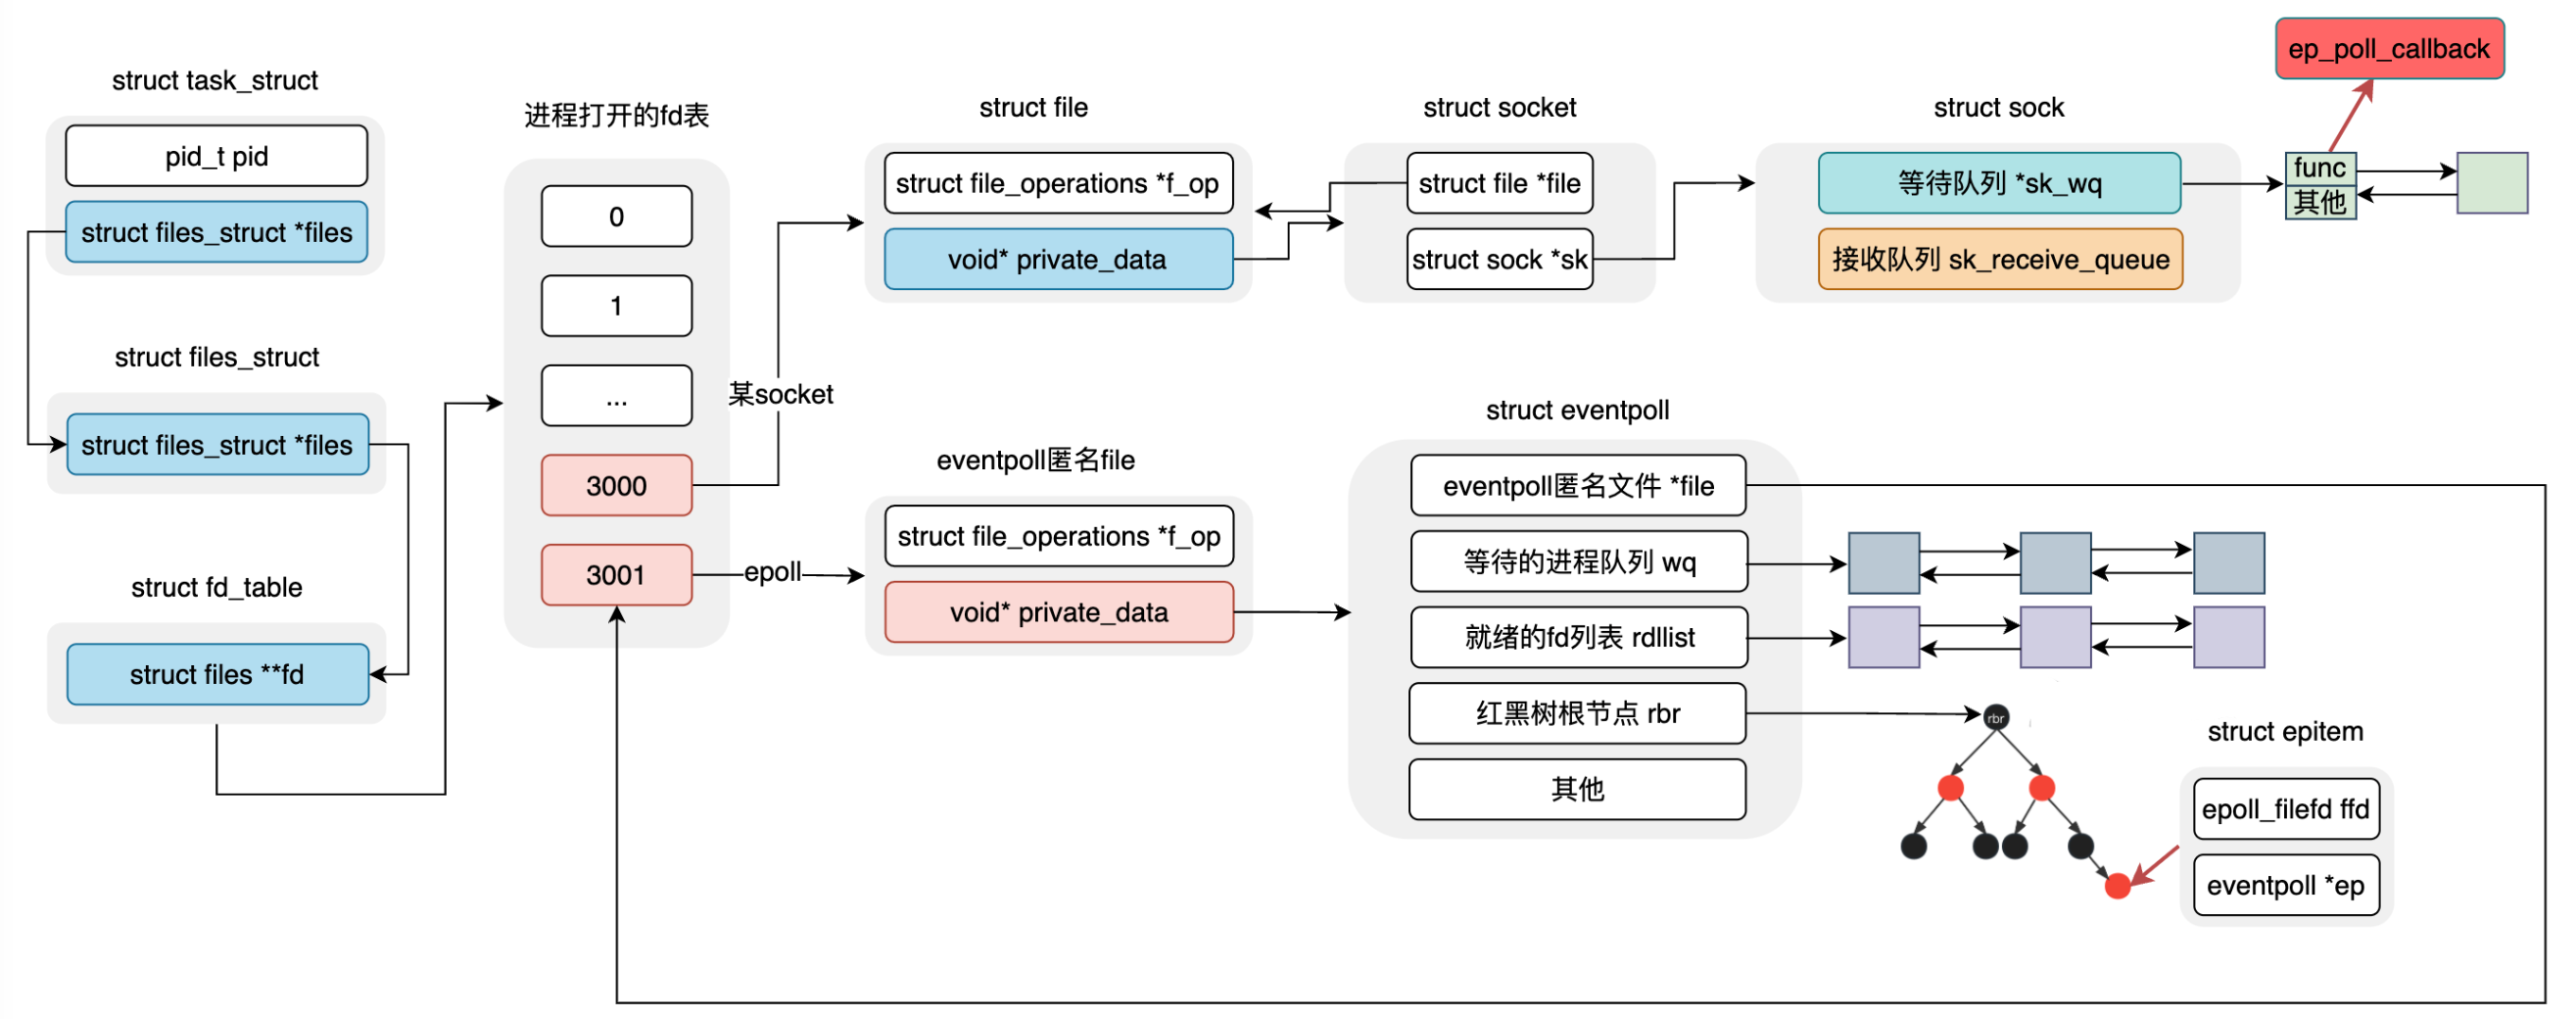 struct task_struct
pid_t pid
struct files_struct *files
struct files_struct
struct files_struct *files
struct fd_table
struct files **fd
进程打开的fd表
0
1
...
3000
3001
某socket
epoll
struct file
struct file_operations *f_op
void* private_data
struct socket
struct file *file
struct sock *sk
struct sock
等待队列 *sk_wq
接收队列 sk_receive_queue
ep_poll_callback
func
其他
eventpoll匿名file
struct file_operations *f_op
void* private_data
struct eventpoll
eventpoll匿名文件 *file
等待的进程队列 wq
就绪的fd列表 rdllist
红黑树根节点 rbr
其他
rbr
struct epitem
epoll_filefd ffd
eventpoll *ep